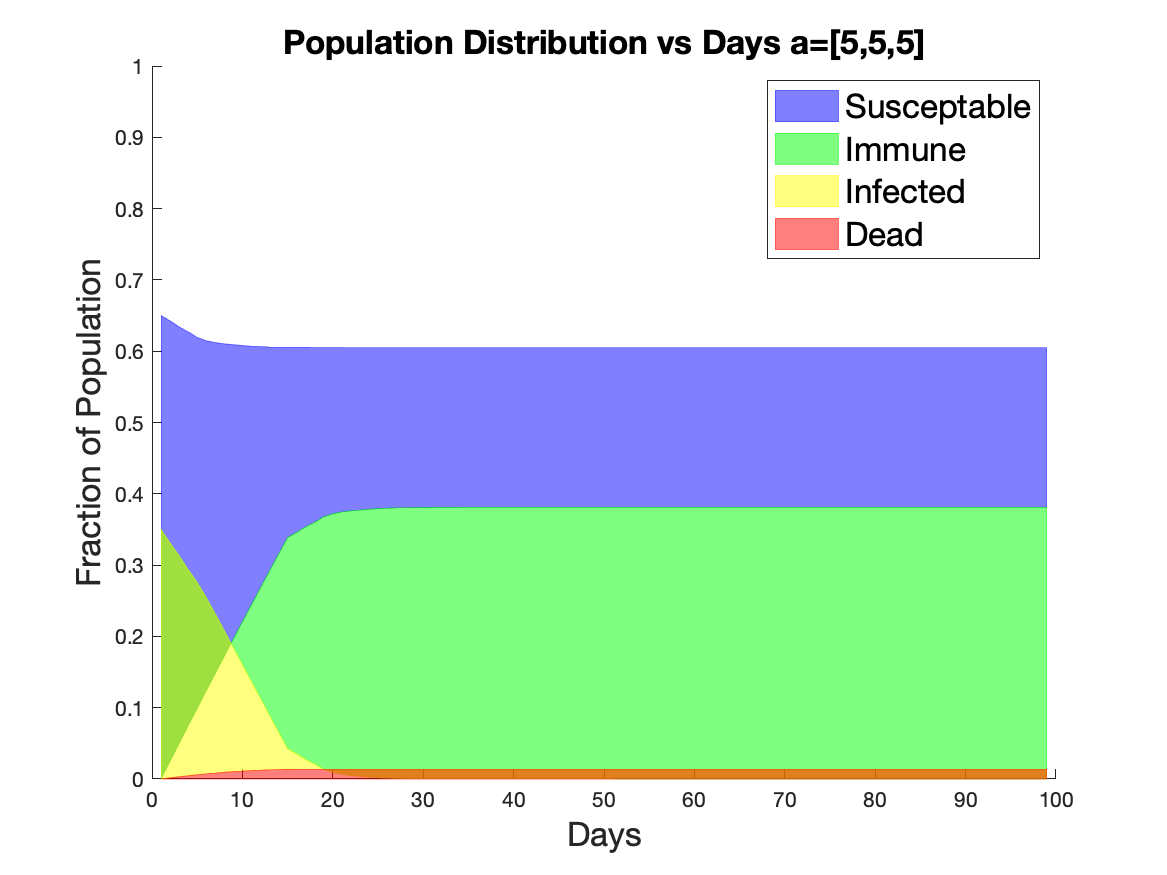 Population Distribution vs Days a=[5,5,5]
Susceptable
Immune
Infected
Dead
Fraction of Population
1
0.9
0.8
0.7
0.6
0.5
0.4
0.3
0.2
0.1
0
0 10 20 30 40 50 60 70 80 90 100
Days